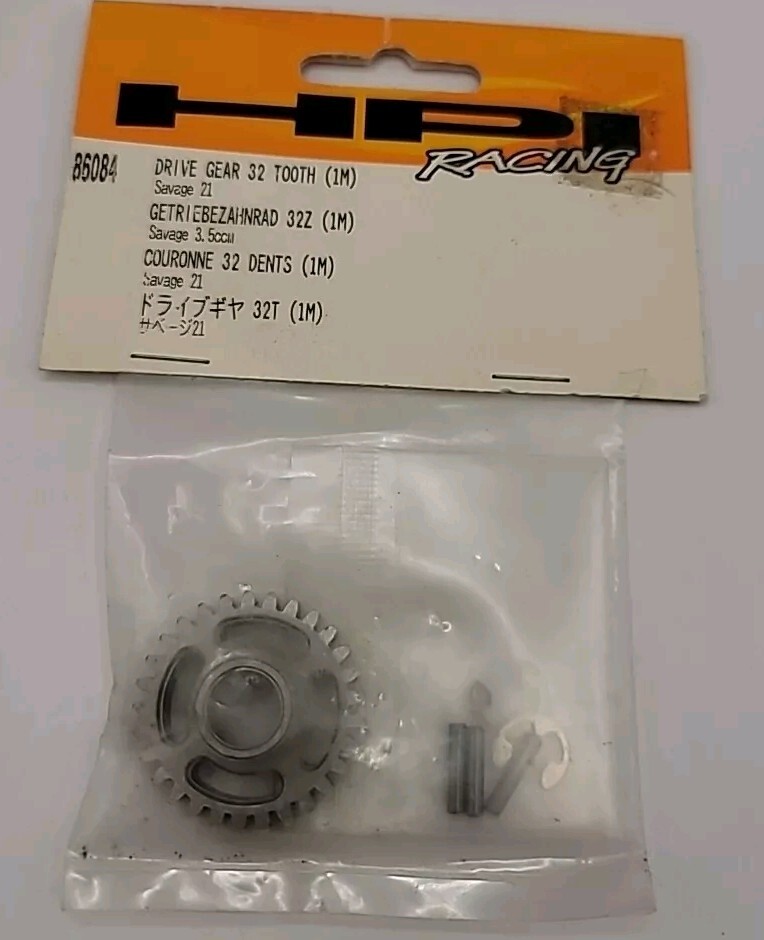 HPI
RACING
86084
DRIVE GEAR 32 TOOTH (1M)
Savage 21
GETRIEBEZAHNRAD 32Z (1M)
Savage 3.5ccm
COURONNE 32 DENTS (1M)
Savage 21
ドライブギヤ 32T (1M)
サベージ21